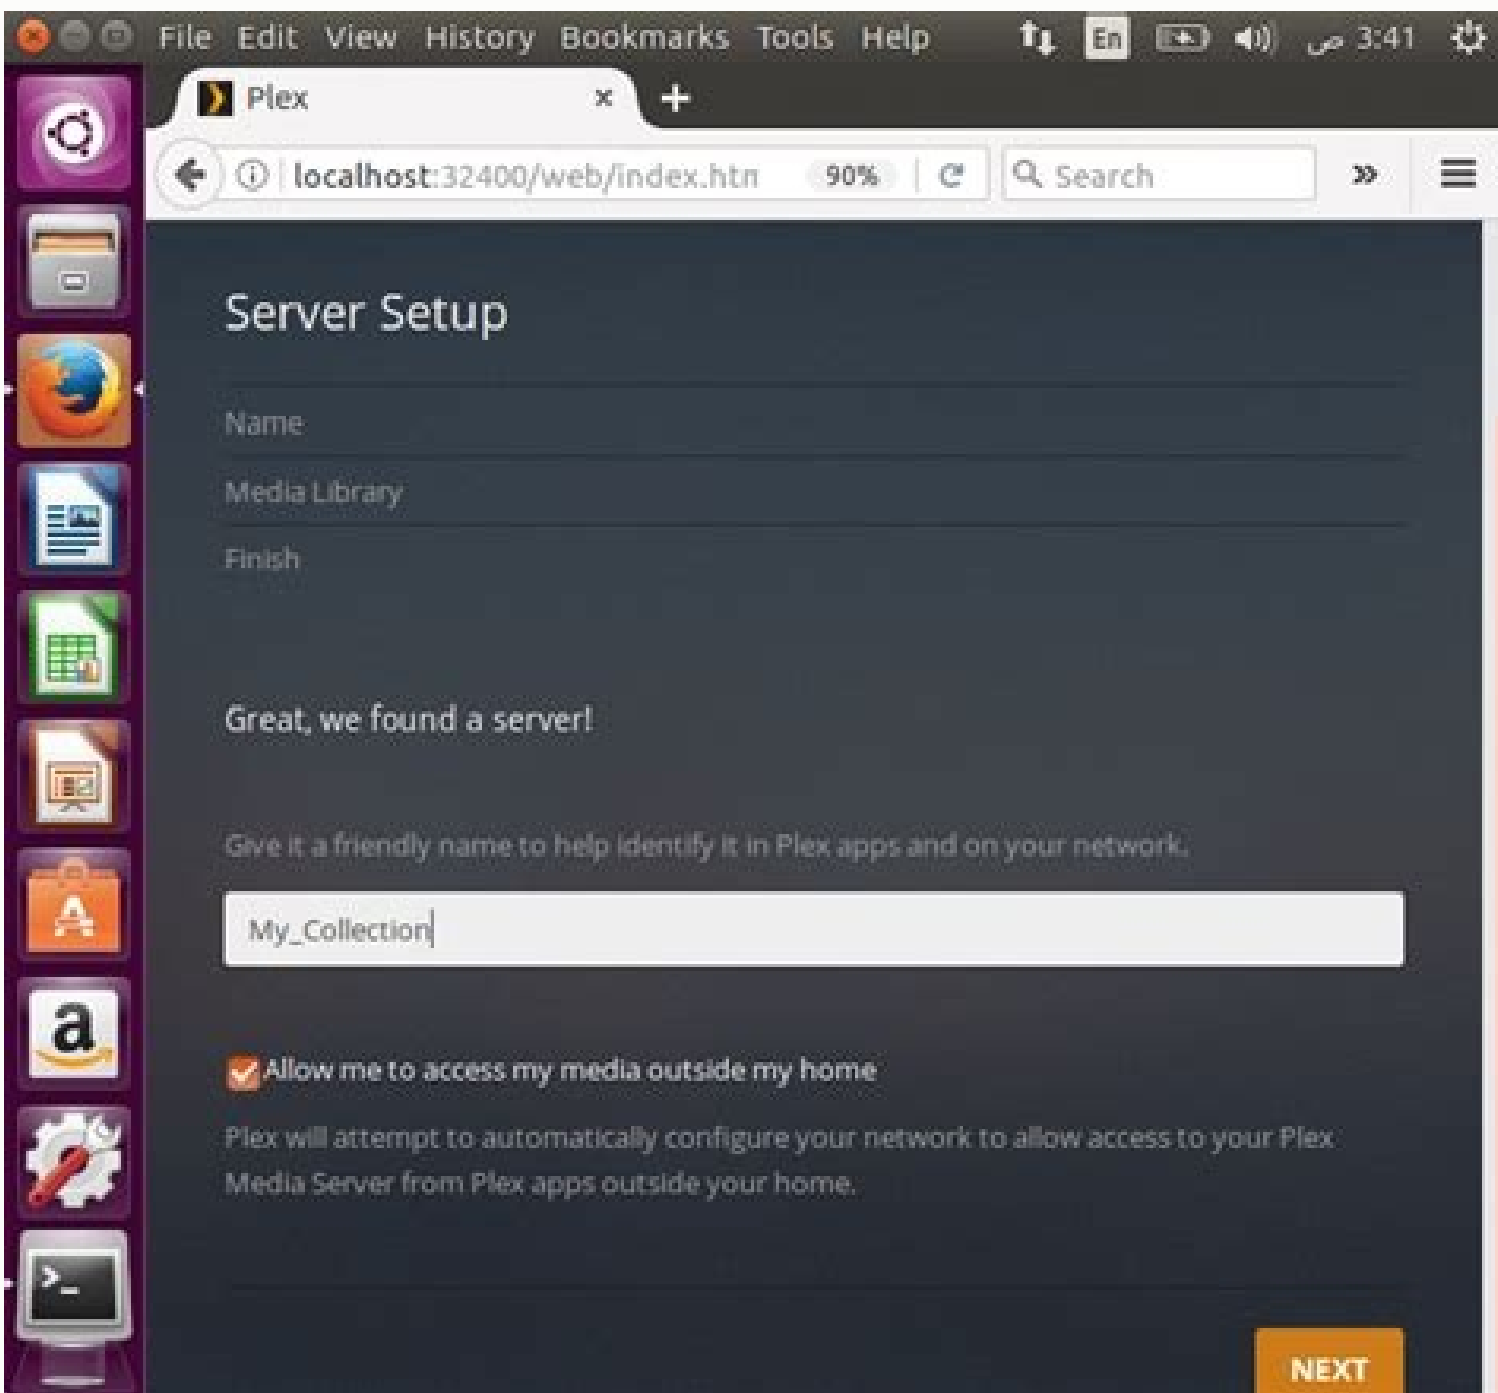 File Edit View History Bookmarks Tools Help En ص 3:41
Plex
localhost:32400/web/index.htm 90% Search
Server Setup
Name
Media Library
Finish
Great, we found a server!
Give it a friendly name to help identify it in Plex apps and on your network.
My_Collection
Allow me to access my media outside my home
Plex will attempt to automatically configure your network to allow access to your Plex
Media Server from Plex apps outside your home.
NEXT